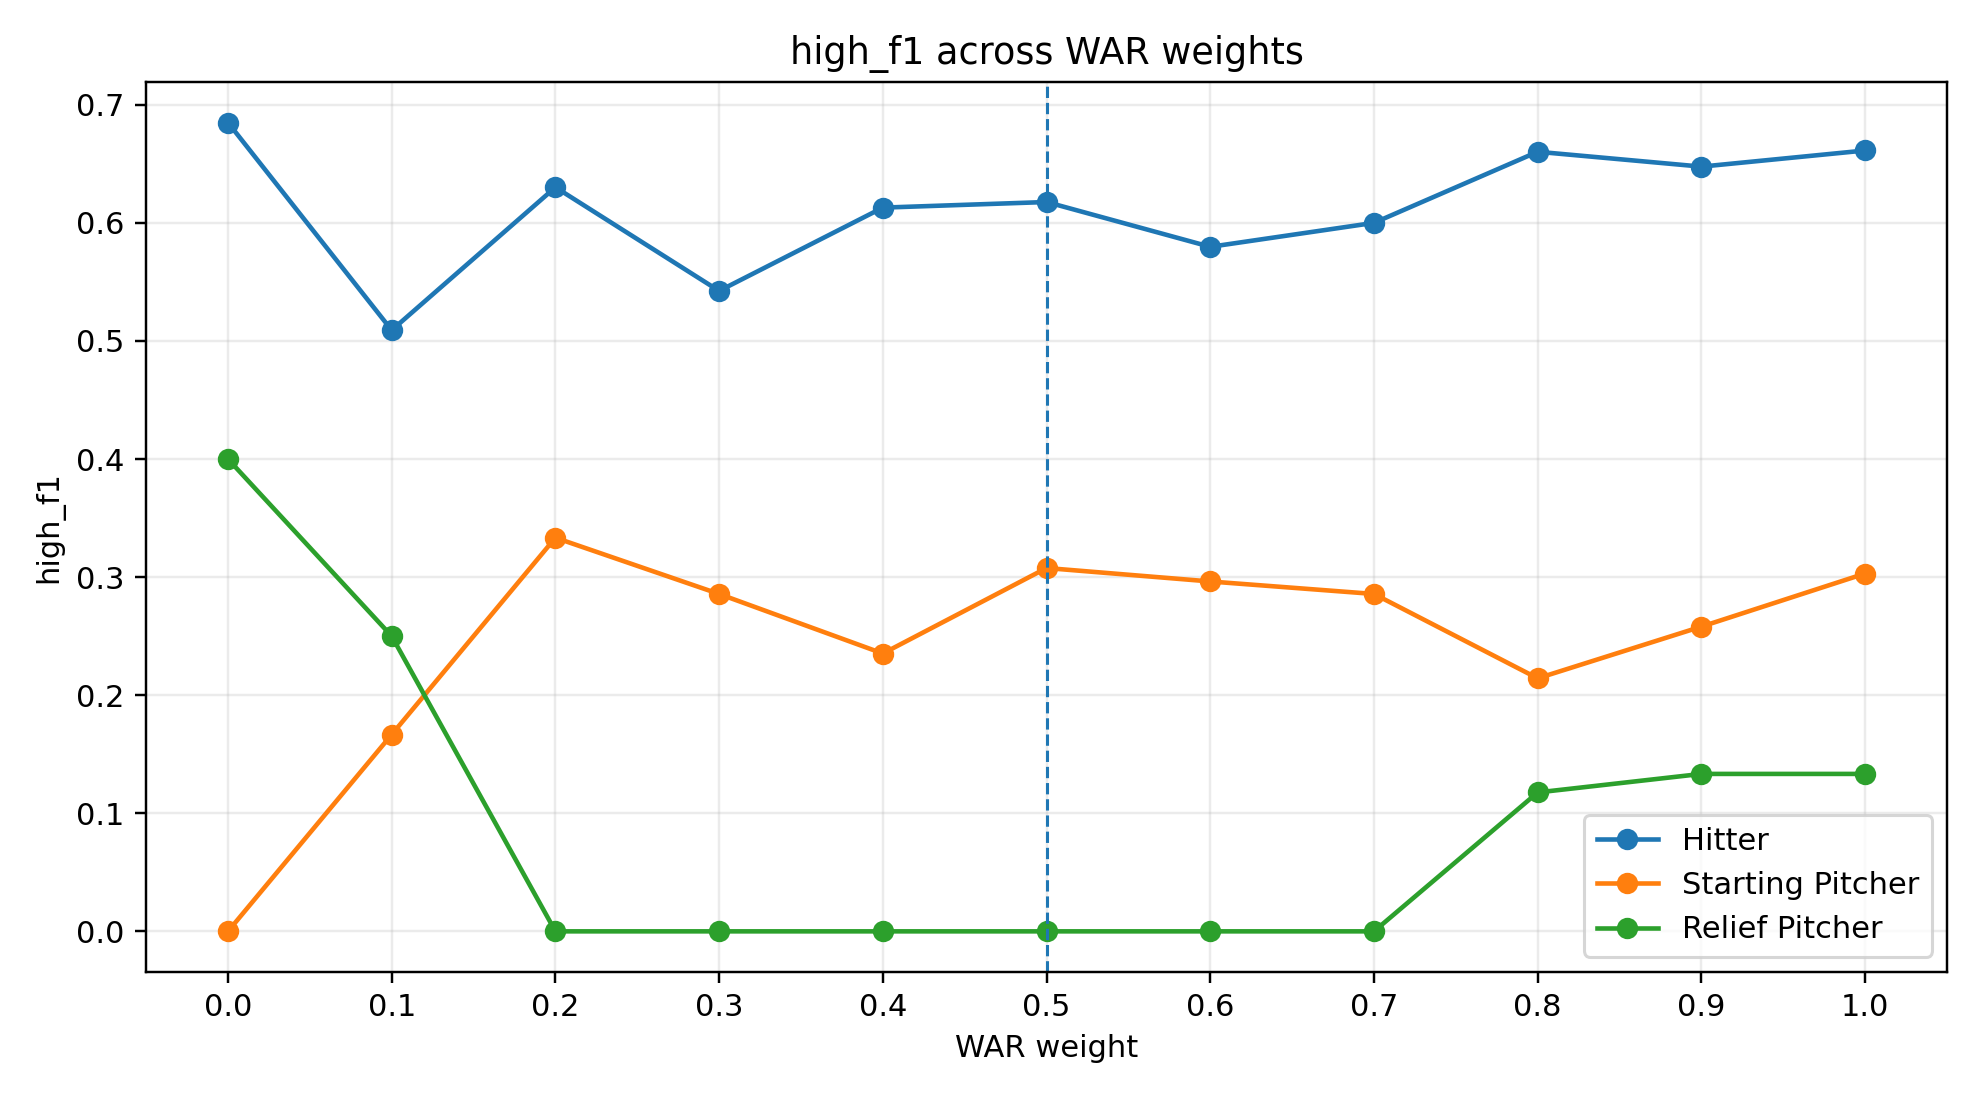 high_f1 across WAR weights
0.7
0.6
0.5
0.4
0.3
0.2
0.1
0.0
high_f1
0.0 0.1 0.2 0.3 0.4 0.5 0.6 0.7 0.8 0.9 1.0
WAR weight
Hitter
Starting Pitcher
Relief Pitcher